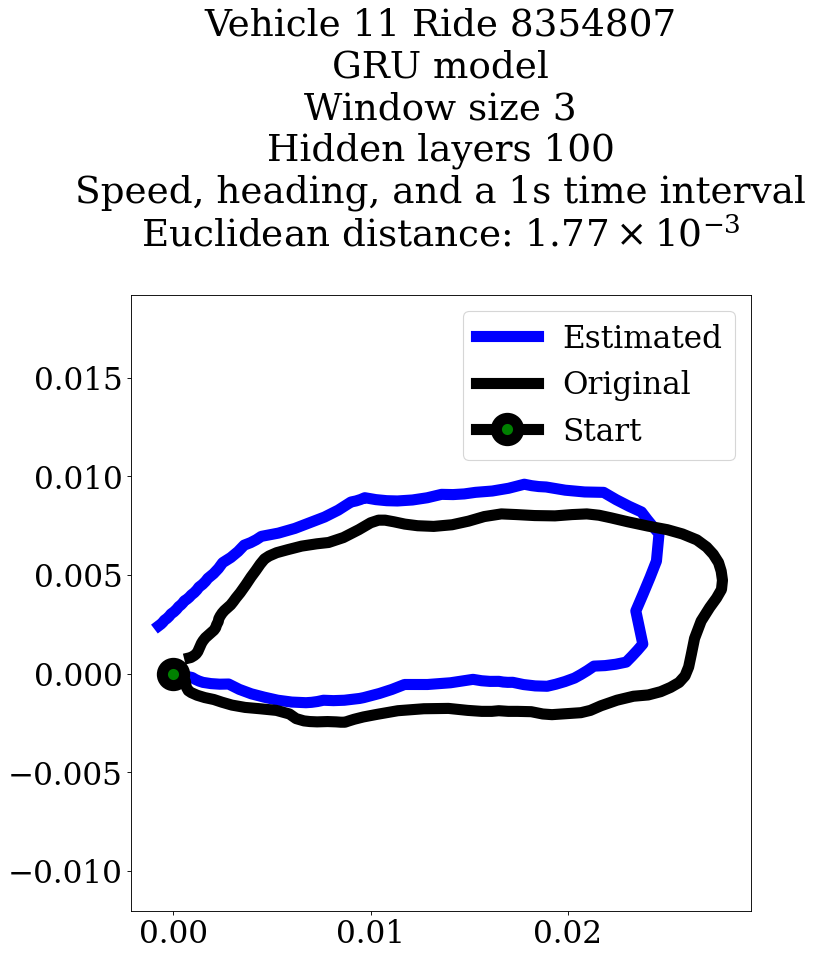 Vehicle 11 Ride 8354807
GRU model
Window size 3
Hidden layers 100
Speed, heading, and a 1s time interval
Euclidean distance: 1.77 × 10⁻³
Estimated
Original
Start
0.015
0.010
0.005
0.000
−0.005
−0.010
0.00 0.01 0.02